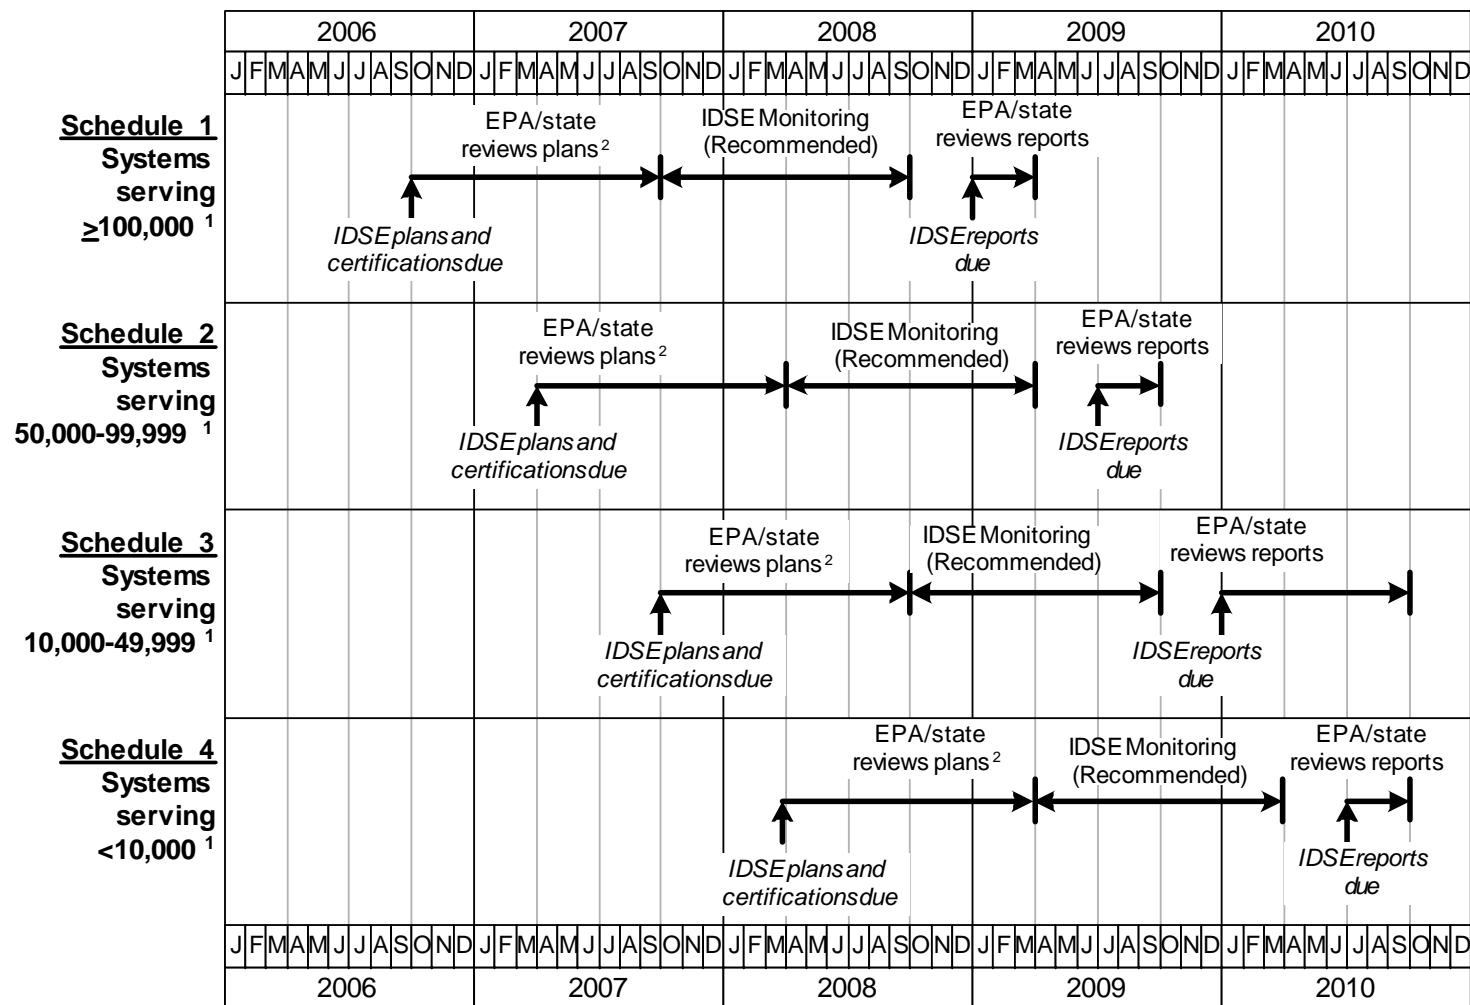 2006 2007 2008 2009 2010
J F M A M J J A S O N D J F M A M J J A S O N D J F M A M J J A S O N D J F M A M J J A S O N D J F M A M J J A S O N D
Schedule 1
Systems
serving
≥100,000 1
EPA/state
reviews plans 2
IDSE Monitoring
(Recommended)
EPA/state
reviews reports
IDSE plans and
certifications due
IDSE reports
due
Schedule 2
Systems
serving
50,000-99,999 1
EPA/state
reviews plans 2
IDSE Monitoring
(Recommended)
EPA/state
reviews reports
IDSE plans and
certifications due
IDSE reports
due
Schedule 3
Systems
serving
10,000-49,999 1
EPA/state
reviews plans 2
IDSE Monitoring
(Recommended)
EPA/state
reviews reports
IDSE plans and
certifications due
IDSE reports
due
Schedule 4
Systems
serving
<10,000 1
EPA/state
reviews plans 2
IDSE Monitoring
(Recommended)
EPA/state
reviews reports
IDSE plans and
certifications due
IDSE reports
due
J F M A M J J A S O N D J F M A M J J A S O N D J F M A M J J A S O N D J F M A M J J A S O N D J F M A M J J A S O N D
2006 2007 2008 2009 2010